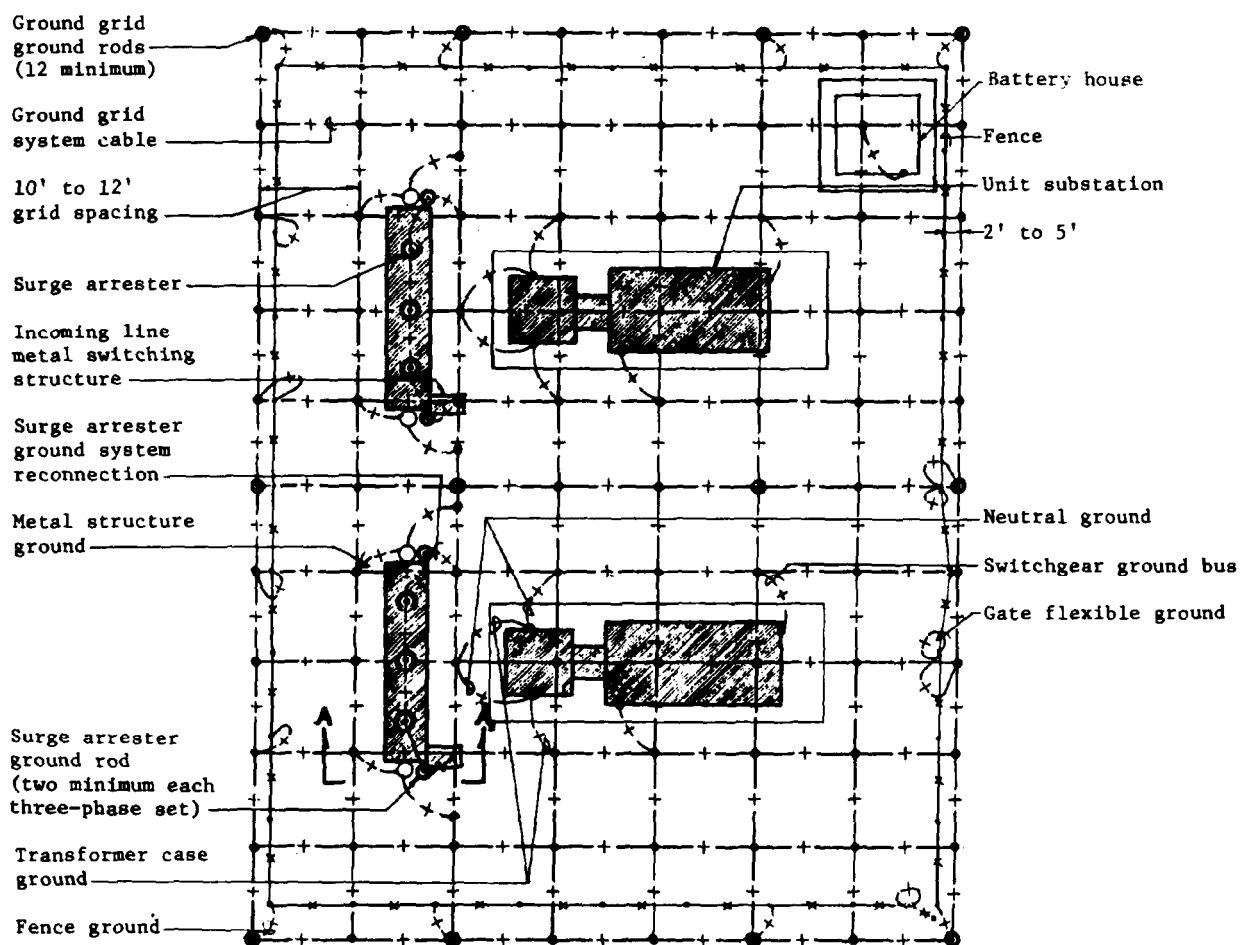 Ground grid
ground rods
(12 minimum)
Ground grid
system cable
10' to 12'
grid spacing
Surge arrester
Incoming line
metal switching
structure
Surge arrester
ground system
reconnection
Metal structure
ground
Surge arrester
ground rod
(two minimum each
three-phase set)
Transformer case
ground
Fence ground
A
A
Battery house
Fence
Unit substation
2' to 5'
Neutral ground
Switchgear ground bus
Gate flexible ground